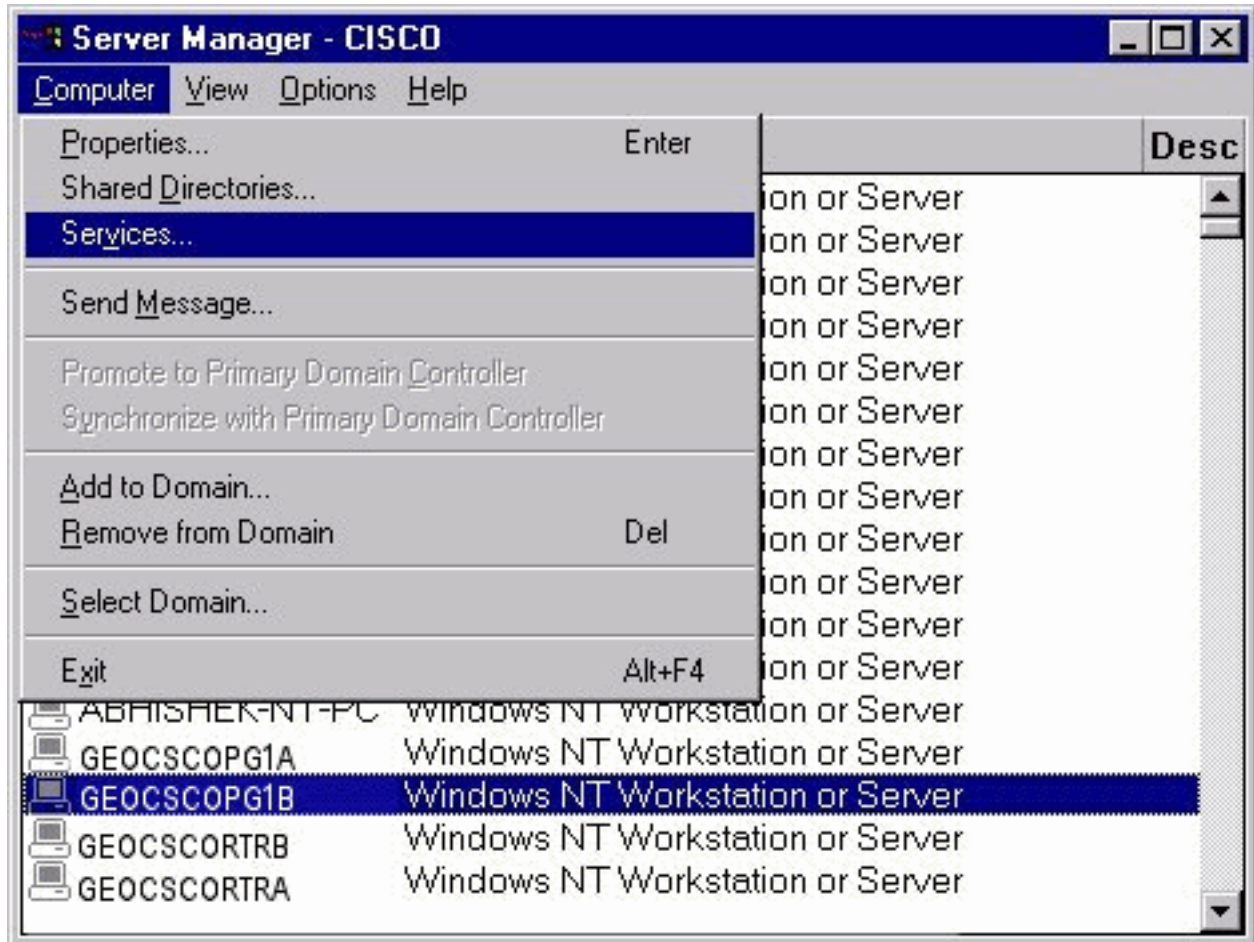 Server Manager - CISCO
Computer View Options Help
Properties... Enter
Shared Directories...
Services...
Send Message...
Promote to Primary Domain Controller
Synchronize with Primary Domain Controller
Add to Domain...
Remove from Domain Del
Select Domain...
Exit Alt+F4
Desc
ion or Server
ion or Server
ion or Server
ion or Server
ion or Server
ion or Server
ion or Server
ion or Server
ion or Server
ion or Server
ion or Server
ion or Server
ABHISHEK-NT-PC Windows NT Workstation or Server
GEOCSCOPG1A Windows NT Workstation or Server
GEOCSCOPG1B Windows NT Workstation or Server
GEOCSCORTRB Windows NT Workstation or Server
GEOCSCORTRA Windows NT Workstation or Server